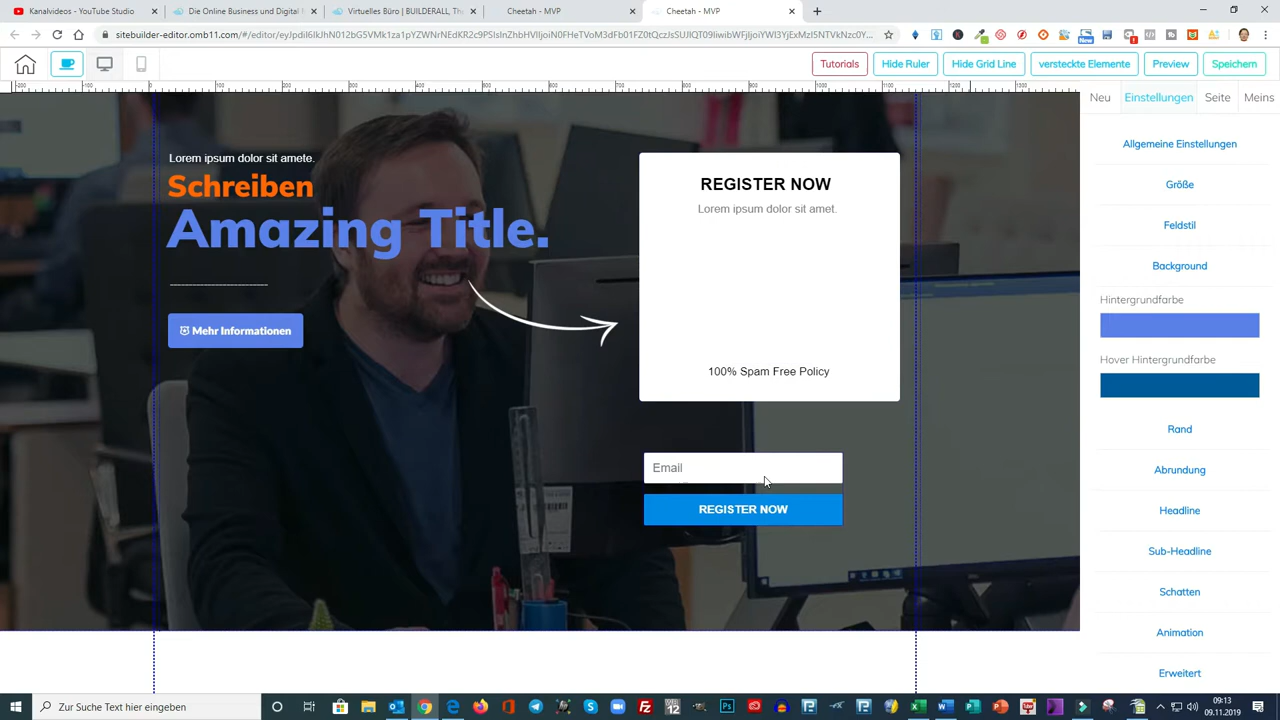 Kanalvideos - YouTube Studio
Die Online Business und Digital
Virtuelles Büro | BUILDERALL, Th
Cheetah - MVP
Cheetah - MVP
Tutorials
Hide Ruler
Hide Grid Line
versteckte Elemente
Preview
Speichern
Neu
Einstellungen
Seite
Meins
Lorem ipsum dolor sit amete.
Schreiben
Amazing Title.
Mehr Informationen
REGISTER NOW
Lorem ipsum dolor sit amet.
100% Spam Free Policy
Email
REGISTER NOW
Allgemeine Einstellungen
Größe
Feldstil
Background
Hintergrundfarbe
Hover Hintergrundfarbe
Rand
Abrundung
Headline
Sub-Headline
Schatten
Animation
Erweitert
Zur Suche Text hier eingeben
09:13
09.11.2019